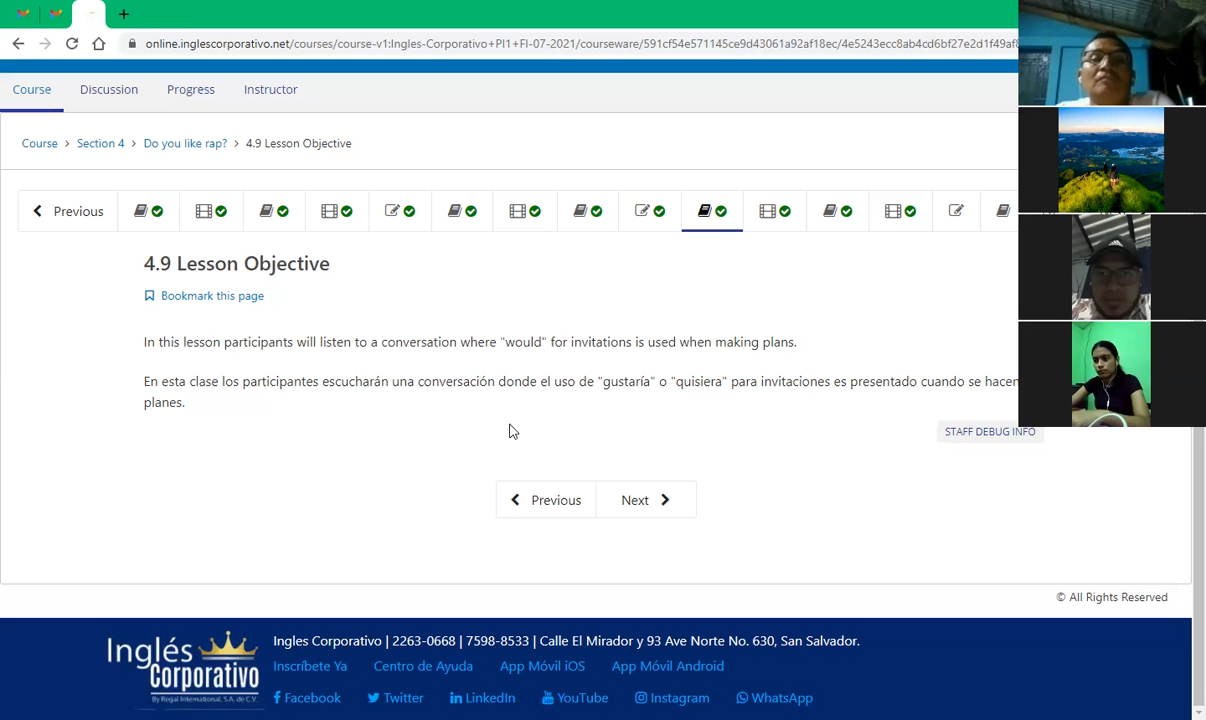 online.inglescorporativo.net/courses/course-v1:Ingles-Corporativo+PI1+FI-07-2021/courseware/591cf54e571145ce9d43061a92af18ec/4e5243ecc8ab4cd6bf27e2d1f49af8
Course Discussion Progress Instructor
Course > Section 4 > Do you like rap? > 4.9 Lesson Objective
Previous
4.9 Lesson Objective
Bookmark this page
In this lesson participants will listen to a conversation where "would" for invitations is used when making plans.
En esta clase los participantes escucharán una conversación donde el uso de "gustaría" o "quisiera" para invitaciones es presentado cuando se hacen
planes.
STAFF DEBUG INFO
Previous Next
© All Rights Reserved
Inglés Corporativo
By Regal International, S.A. de C.V.
Ingles Corporativo | 2263-0668 | 7598-8533 | Calle El Mirador y 93 Ave Norte No. 630, San Salvador.
Inscríbete Ya Centro de Ayuda App Móvil iOS App Móvil Android
Facebook Twitter LinkedIn YouTube Instagram WhatsApp